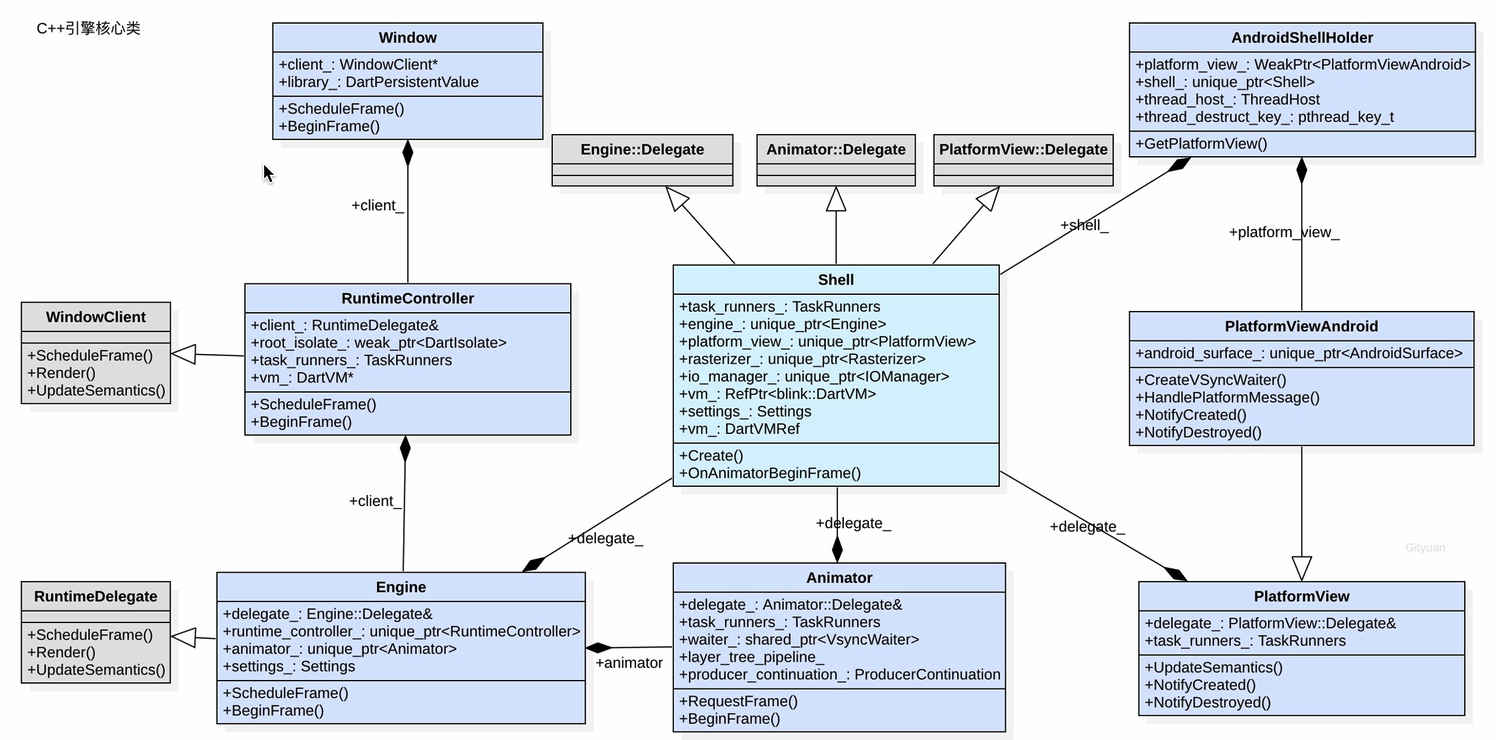 C++引擎核心类
Window
+client_: WindowClient*
+library_: DartPersistentValue
+ScheduleFrame()
+BeginFrame()
+client_
Engine::Delegate
Animator::Delegate
PlatformView::Delegate
AndroidShellHolder
+platform_view_: WeakPtr<PlatformViewAndroid>
+shell_: unique_ptr<Shell>
+thread_host_: ThreadHost
+thread_destruct_key_: pthread_key_t
+GetPlatformView()
+shell_
+platform_view_
WindowClient
+ScheduleFrame()
+Render()
+UpdateSemantics()
RuntimeController
+client_: RuntimeDelegate&
+root_isolate_: weak_ptr<DartIsolate>
+task_runners_: TaskRunners
+vm_: DartVM*
+ScheduleFrame()
+BeginFrame()
+client_
Shell
+task_runners_: TaskRunners
+engine_: unique_ptr<Engine>
+platform_view_: unique_ptr<PlatformView>
+rasterizer_: unique_ptr<Rasterizer>
+io_manager_: unique_ptr<IOManager>
+vm_: RefPtr<blink::DartVM>
+settings_: Settings
+vm_: DartVMRef
+Create()
+OnAnimatorBeginFrame()
+delegate_
+delegate_
+delegate_
PlatformViewAndroid
+android_surface_: unique_ptr<AndroidSurface>
+CreateVSyncWaiter()
+HandlePlatformMessage()
+NotifyCreated()
+NotifyDestroyed()
Gityuan
RuntimeDelegate
+ScheduleFrame()
+Render()
+UpdateSemantics()
Engine
+delegate_: Engine::Delegate&
+runtime_controller_: unique_ptr<RuntimeController>
+animator_: unique_ptr<Animator>
+settings_: Settings
+ScheduleFrame()
+BeginFrame()
+animator
Animator
+delegate_: Animator::Delegate&
+task_runners_: TaskRunners
+waiter_: shared_ptr<VsyncWaiter>
+layer_tree_pipeline_
+producer_continuation_: ProducerContinuation
+RequestFrame()
+BeginFrame()
PlatformView
+delegate_: PlatformView::Delegate&
+task_runners_: TaskRunners
+UpdateSemantics()
+NotifyCreated()
+NotifyDestroyed()